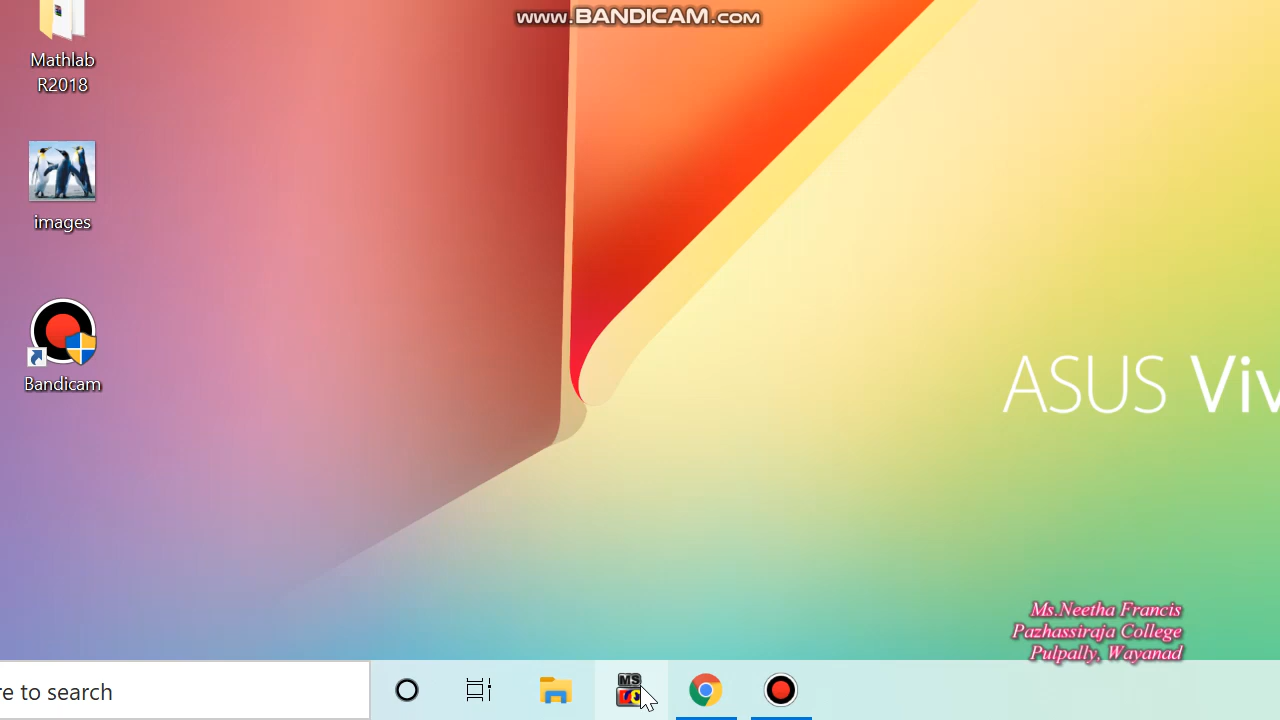 www.BANDICAM.com
Mathlab
R2018
images
Bandicam
ASUS Viv
Ms.Neetha Francis
Pazhassiraja College
Pulpally, Wayanad
re to search
MS